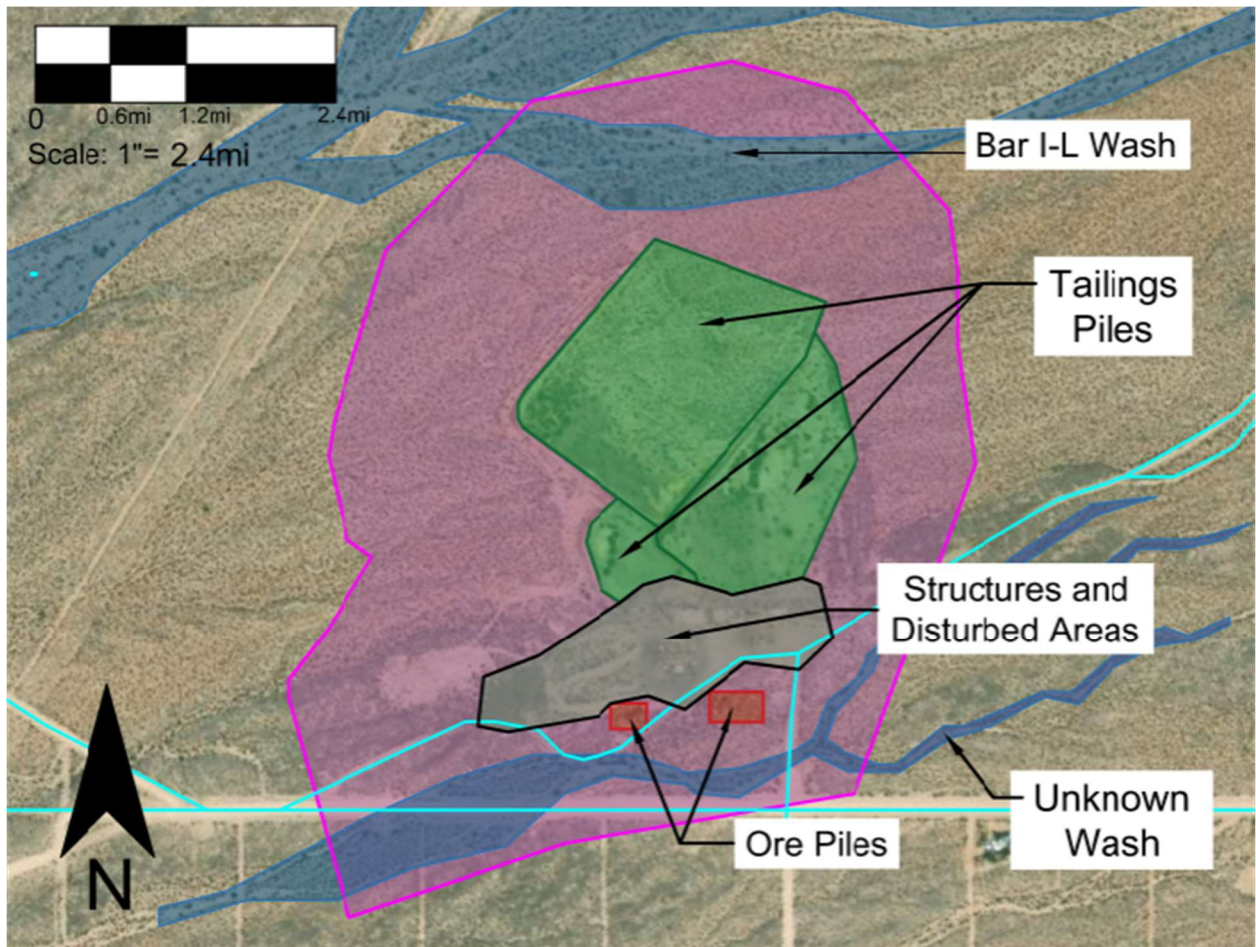 0 0.6mi 1.2mi 2.4mi
Scale: 1"= 2.4mi
Bar I-L Wash
Tailings
Piles
Structures and
Disturbed Areas
Unknown
Wash
Ore Piles
N